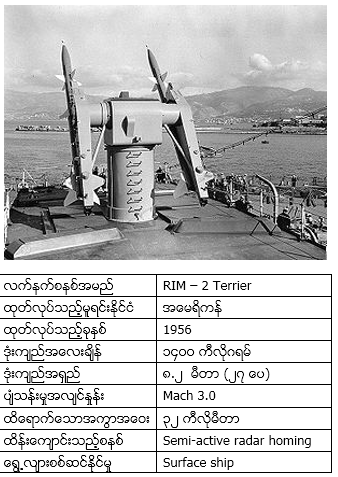 လက်နက်စနစ်အမည် RIM – 2 Terrier
ထုတ်လုပ်သည့်မူရင်းနိုင်ငံ အမေရိကန်
ထုတ်လုပ်သည့်ခုနှစ် 1956
ဒုံးကျည်အလေးချိန် ၁၄၀၀ ကီလိုဂရမ်
ဒုံးကျည်အရှည် ၈.၂ မီတာ (၂၇ ပေ)
ပျံသန်းမှုအလျင်နှုန်း Mach 3.0
ထိရောက်သောအကွာအဝေး ၃၂ ကီလိုမီတာ
ထိန်းကျောင်းသည့်စနစ် Semi-active radar homing
ရွေ့လျားစစ်ဆင်နိုင်မှု Surface ship